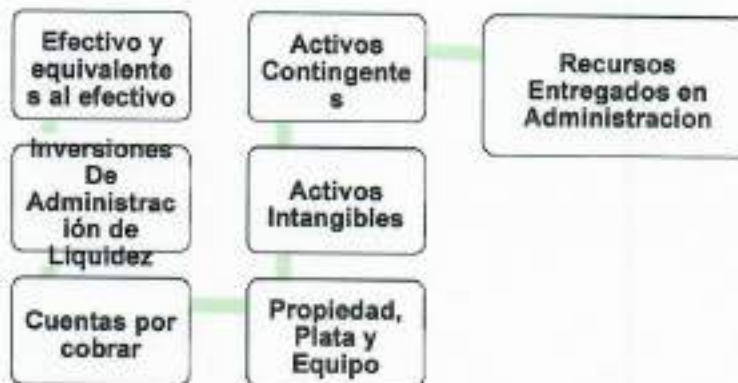 Efectivo y
equivalente
s al efectivo
Inversiones
De
Administrac
ión de
Liquidez
Cuentas por
cobrar
Propiedad,
Plata y
Equipo
Activos
Intangibles
Activos
Contingente
s
Recursos
Entregados en
Administracion